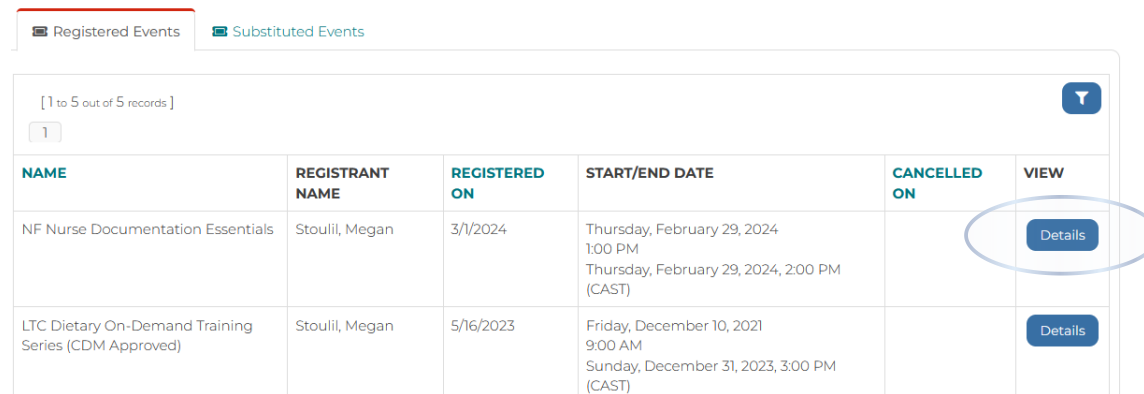 Registered Events
Substituted Events
[ 1 to 5 out of 5 records ]
1
NAME
REGISTRANT
NAME
REGISTERED
ON
START/END DATE
CANCELLED
ON
VIEW
NF Nurse Documentation Essentials
Stoulil, Megan
3/1/2024
Thursday, February 29, 2024
1:00 PM
Thursday, February 29, 2024, 2:00 PM
(CAST)
Details
LTC Dietary On-Demand Training
Series (CDM Approved)
Stoulil, Megan
5/16/2023
Friday, December 10, 2021
9:00 AM
Sunday, December 31, 2023, 3:00 PM
(CAST)
Details